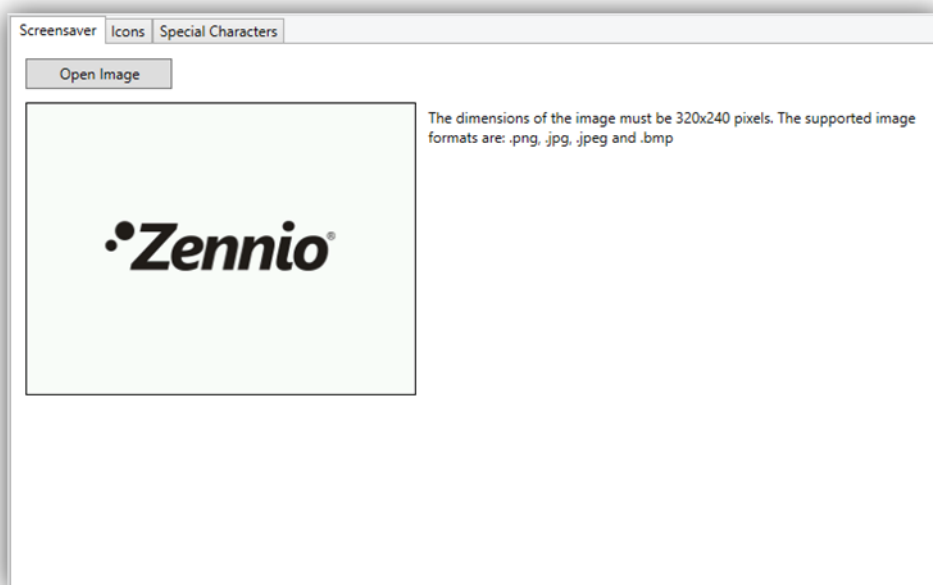 Screensaver Icons Special Characters
Open Image
The dimensions of the image must be 320x240 pixels. The supported image
formats are: .png, .jpg, .jpeg and .bmp
Zennio®